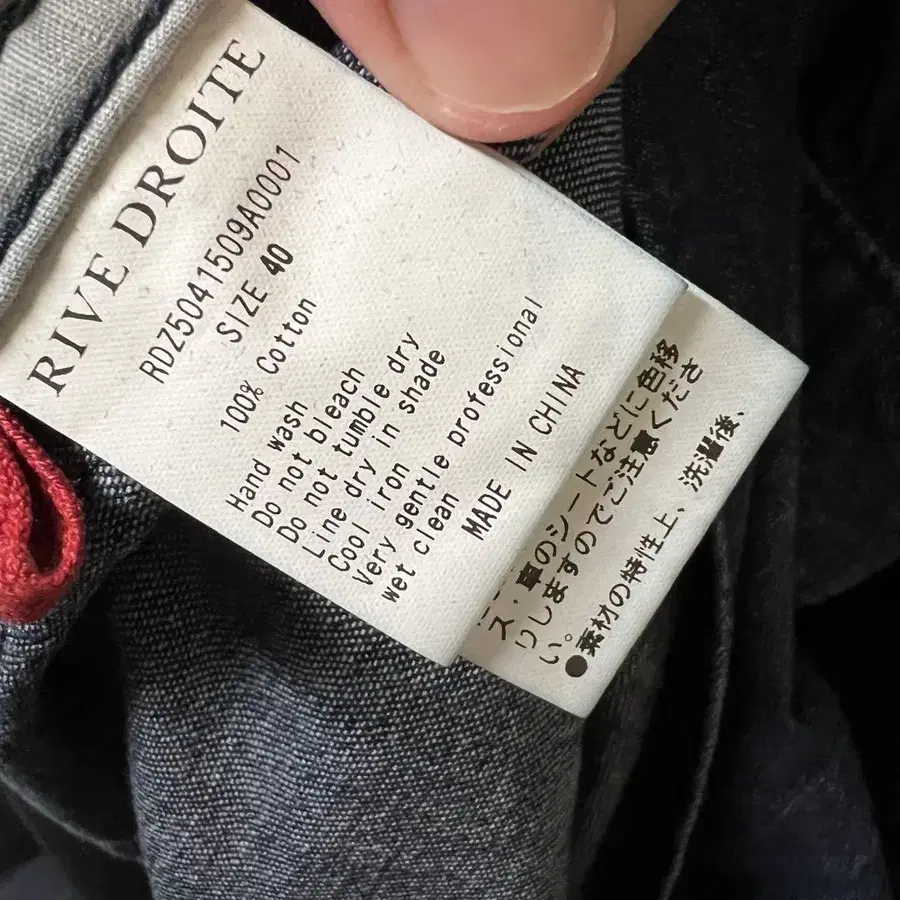 RIVE DROITE
RDZ5041509A0001
SIZE 40
100% Cotton
Hand wash
Do not bleach
Do not tumble dry
Line dry in shade
Cool iron
Very gentle professional
wet clean
MADE IN CHINA
ス・車のシートなどに色移
りしますのでご注意くださ
い。
●素材の特性上、洗濯後、